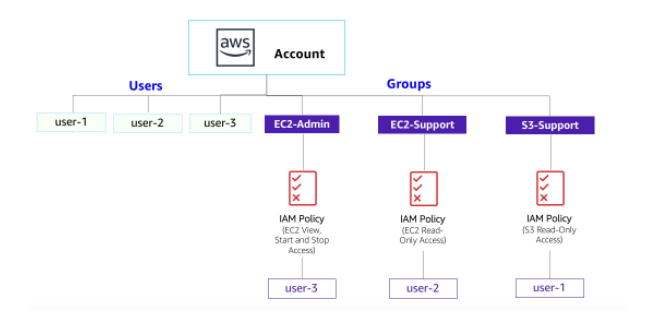 aws
Account
Users
Groups
user-1
user-2
user-3
EC2-Admin
EC2-Support
S3-Support
IAM Policy
(EC2 View,
Start and Stop
Access)
IAM Policy
(EC2 Read-
Only Access)
IAM Policy
(S3 Read-Only
Access)
user-3
user-2
user-1